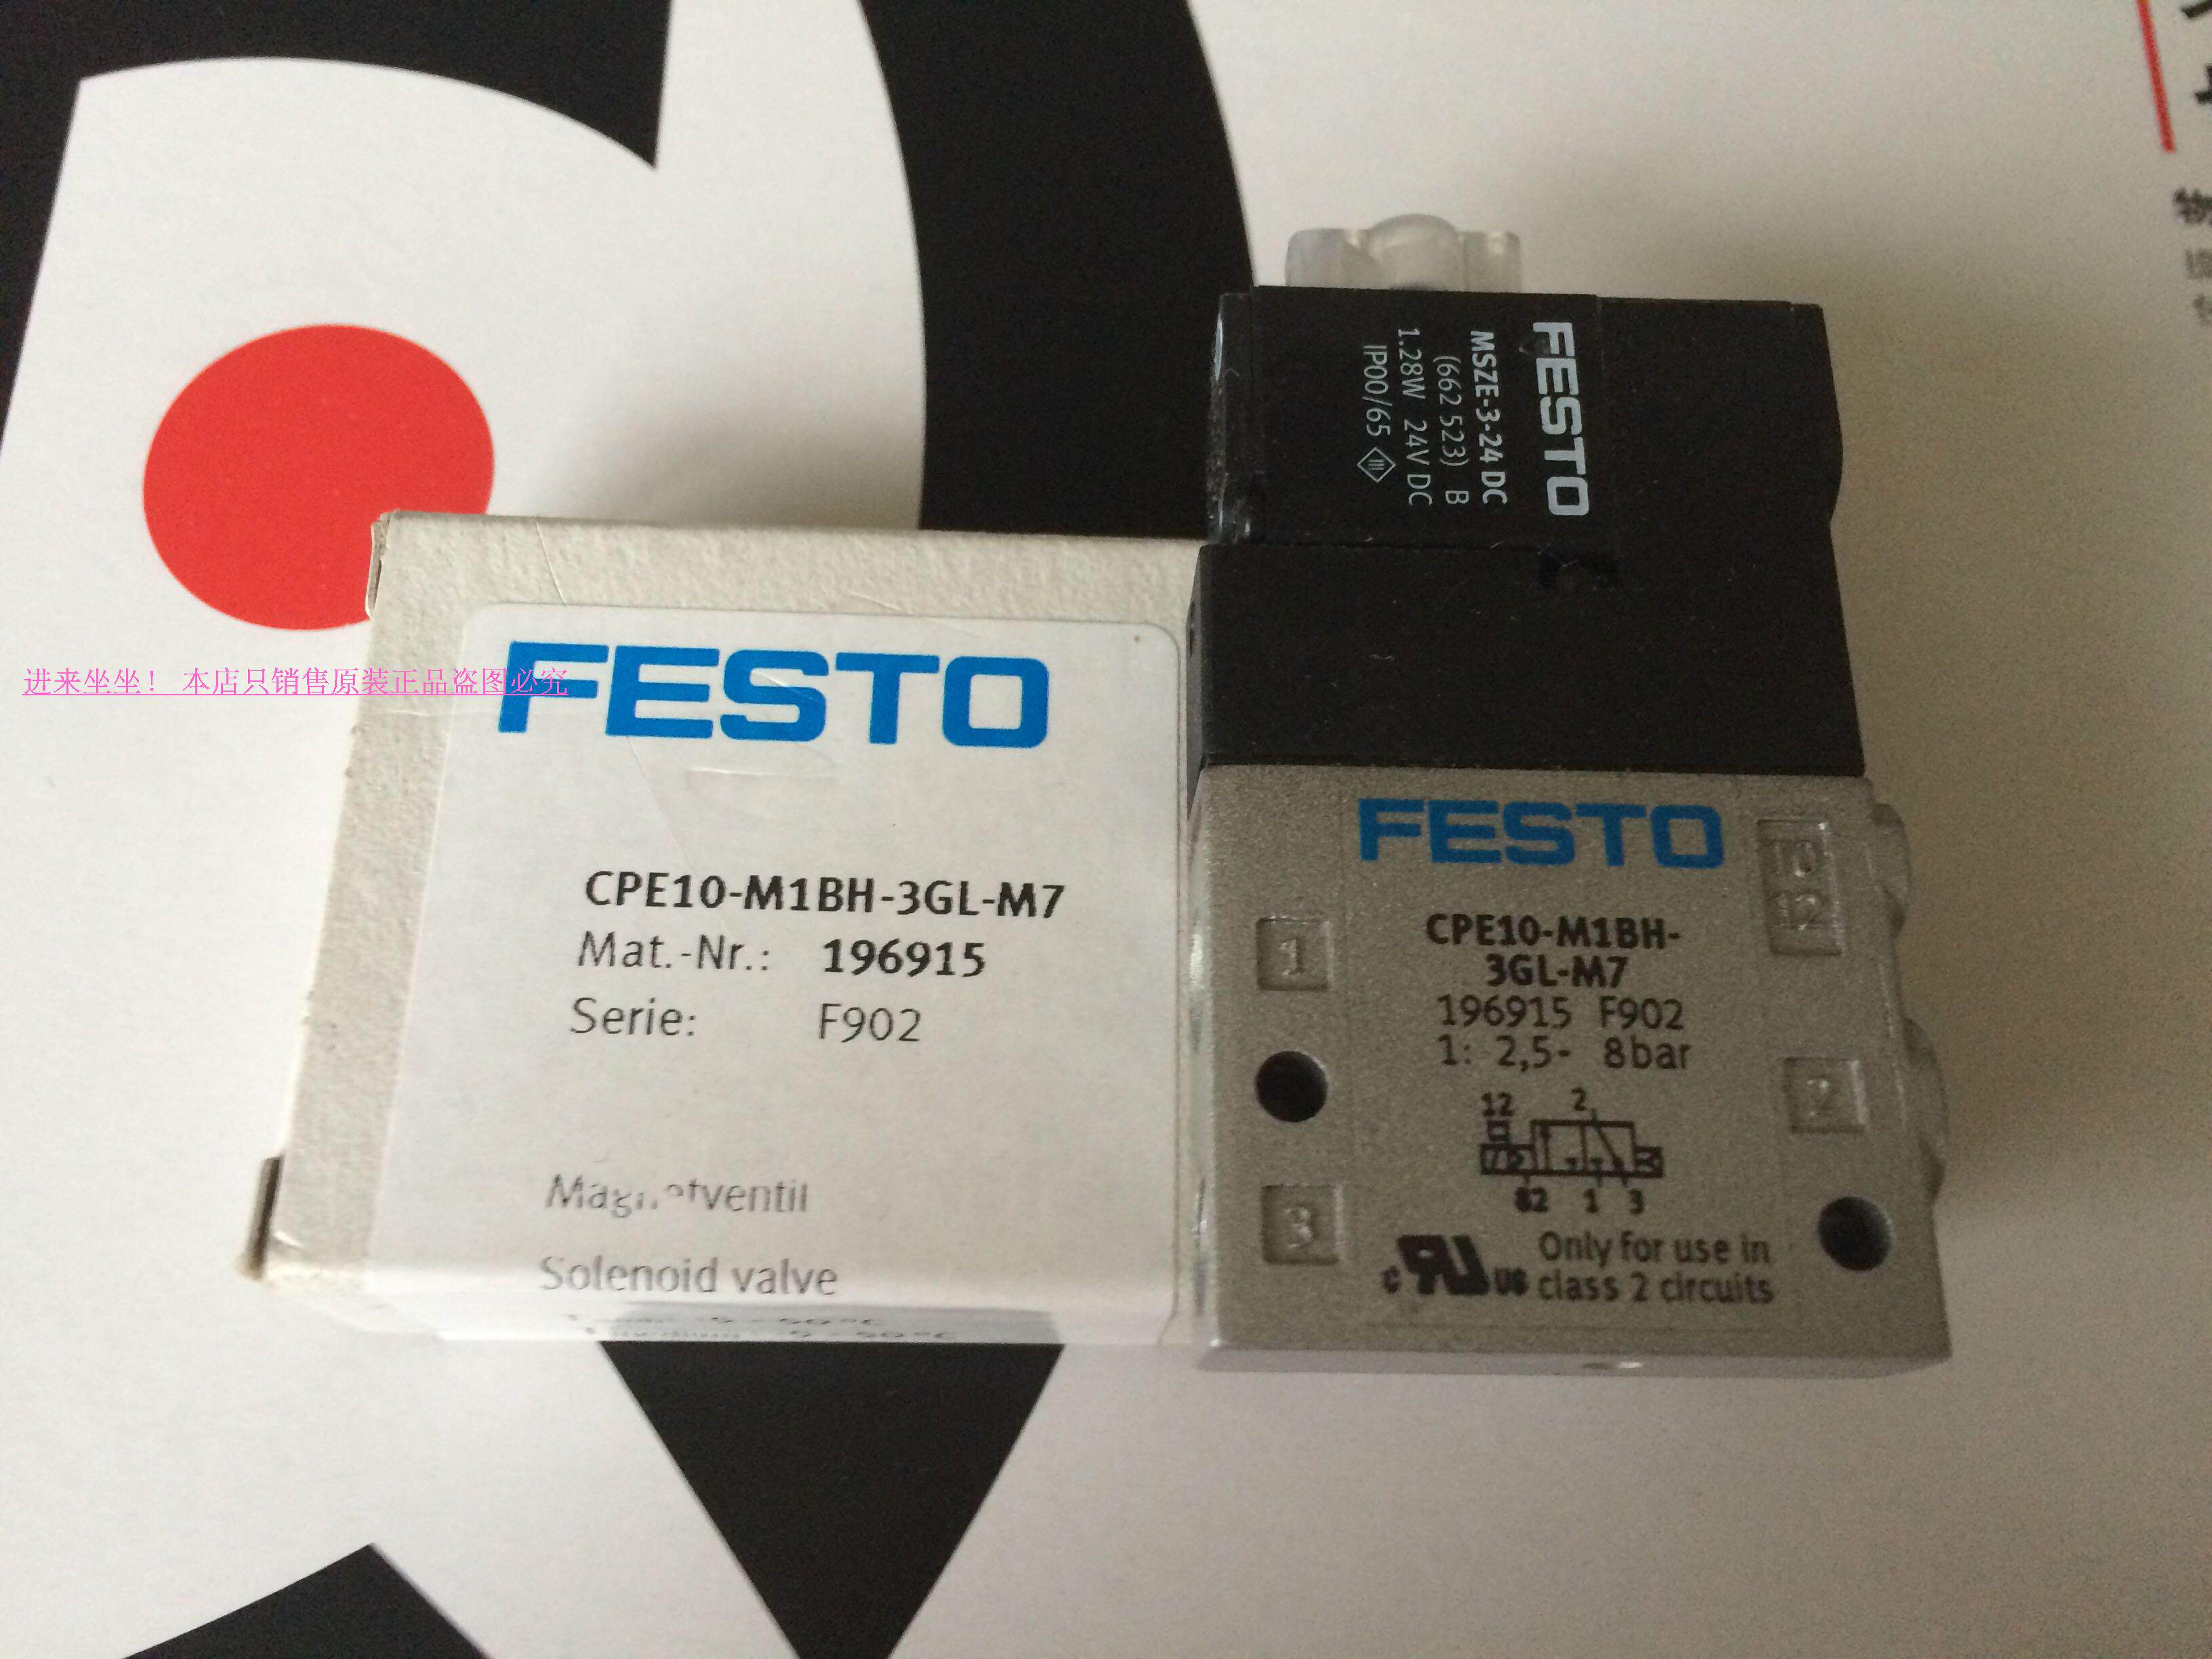 进来坐坐! 本店只销售原装正品盗图必究
FESTO
CPE10-M1BH-3GL-M7
Mat.-Nr.: 196915
Serie: F902
Solenoid valve
FESTO
MSZE-3-24 DC
(662 523) B
1.28W 24V DC
IP00/65
FESTO
10
12
1
CPE10-M1BH-
3GL-M7
196915 F902
1: 2,5- 8bar
2
12 2
82 1 3
3
c us Only for use in
class 2 circuits
物